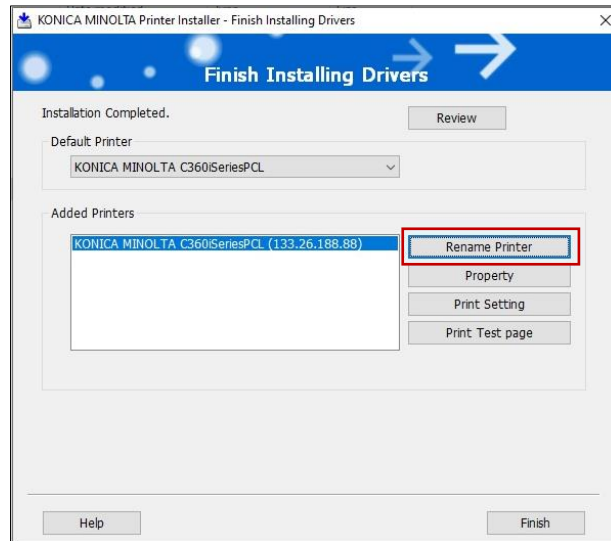 KONICA MINOLTA Printer Installer - Finish Installing Drivers
Finish Installing Drivers
Installation Completed.
Review
Default Printer
KONICA MINOLTA C360iSeriesPCL
Added Printers
KONICA MINOLTA C360iSeriesPCL (133.26.188.88)
Rename Printer
Property
Print Setting
Print Test page
Help
Finish